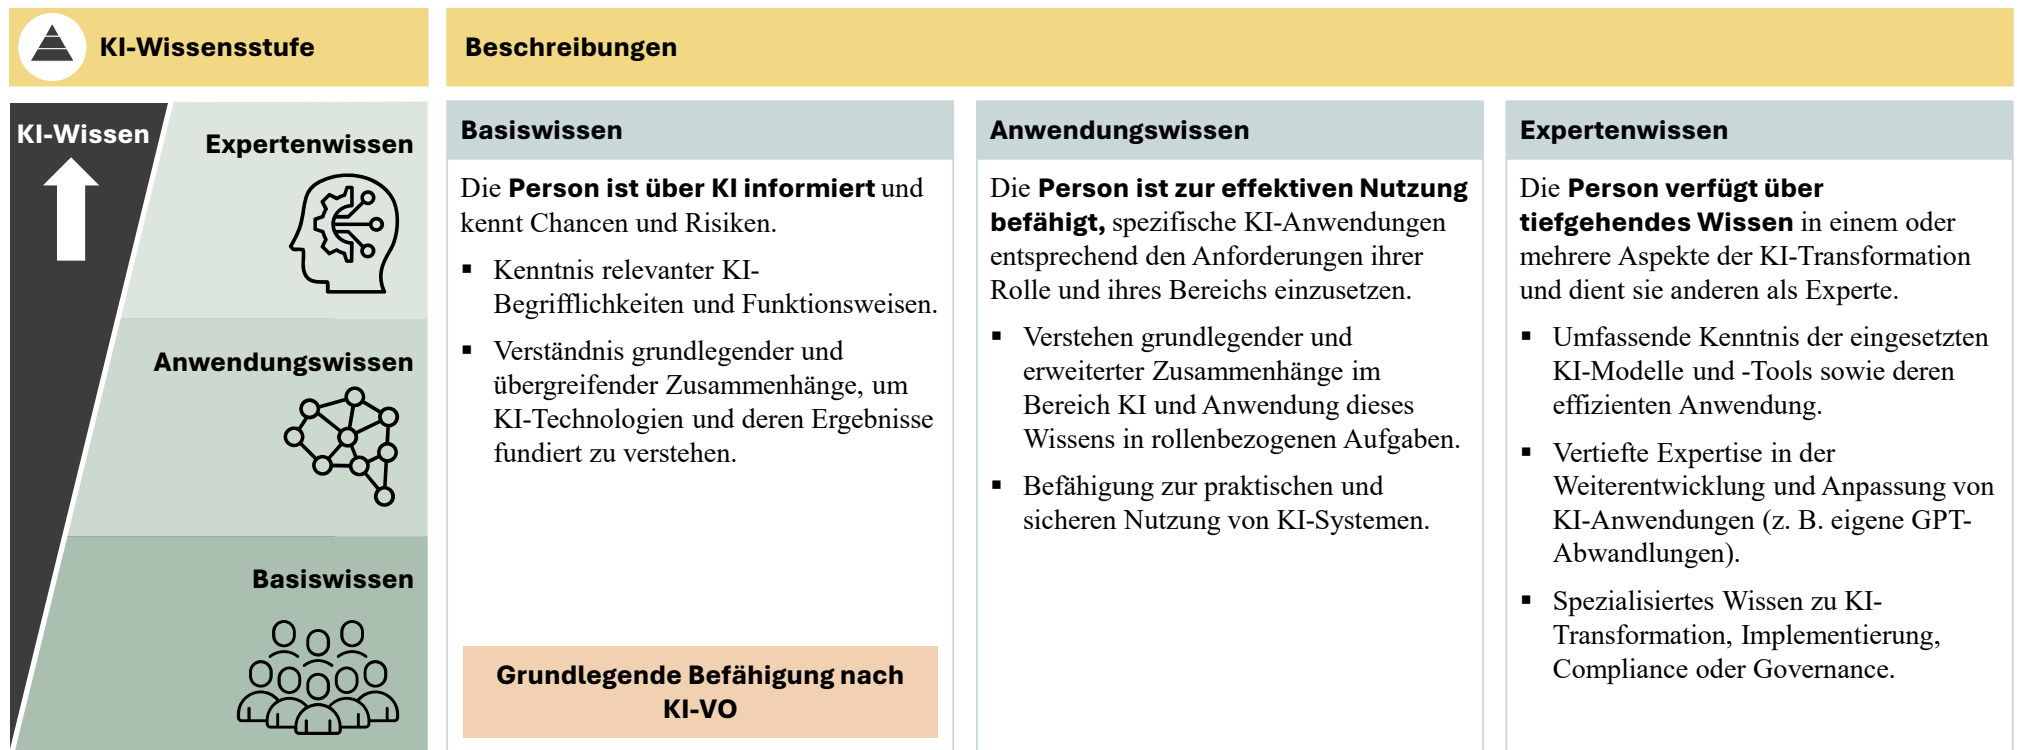 KI-Wissensstufe
Beschreibungen
KI-Wissen
Expertenwissen
Anwendungswissen
Basiswissen
Basiswissen
Die Person ist über KI informiert und
kennt Chancen und Risiken.
▪ Kenntnis relevanter KI-
Begrifflichkeiten und Funktionsweisen.
▪ Verständnis grundlegender und
übergreifender Zusammenhänge, um
KI-Technologien und deren Ergebnisse
fundiert zu verstehen.
Grundlegende Befähigung nach
KI-VO
Anwendungswissen
Die Person ist zur effektiven Nutzung
befähigt, spezifische KI-Anwendungen
entsprechend den Anforderungen ihrer
Rolle und ihres Bereichs einzusetzen.
▪ Verstehen grundlegender und
erweiterter Zusammenhänge im
Bereich KI und Anwendung dieses
Wissens in rollenbezogenen Aufgaben.
▪ Befähigung zur praktischen und
sicheren Nutzung von KI-Systemen.
Expertenwissen
Die Person verfügt über
tiefgehendes Wissen in einem oder
mehrere Aspekte der KI-Transformation
und dient sie anderen als Experte.
▪ Umfassende Kenntnis der eingesetzten
KI-Modelle und -Tools sowie deren
effizienten Anwendung.
▪ Vertiefte Expertise in der
Weiterentwicklung und Anpassung von
KI-Anwendungen (z. B. eigene GPT-
Abwandlungen).
▪ Spezialisiertes Wissen zu KI-
Transformation, Implementierung,
Compliance oder Governance.